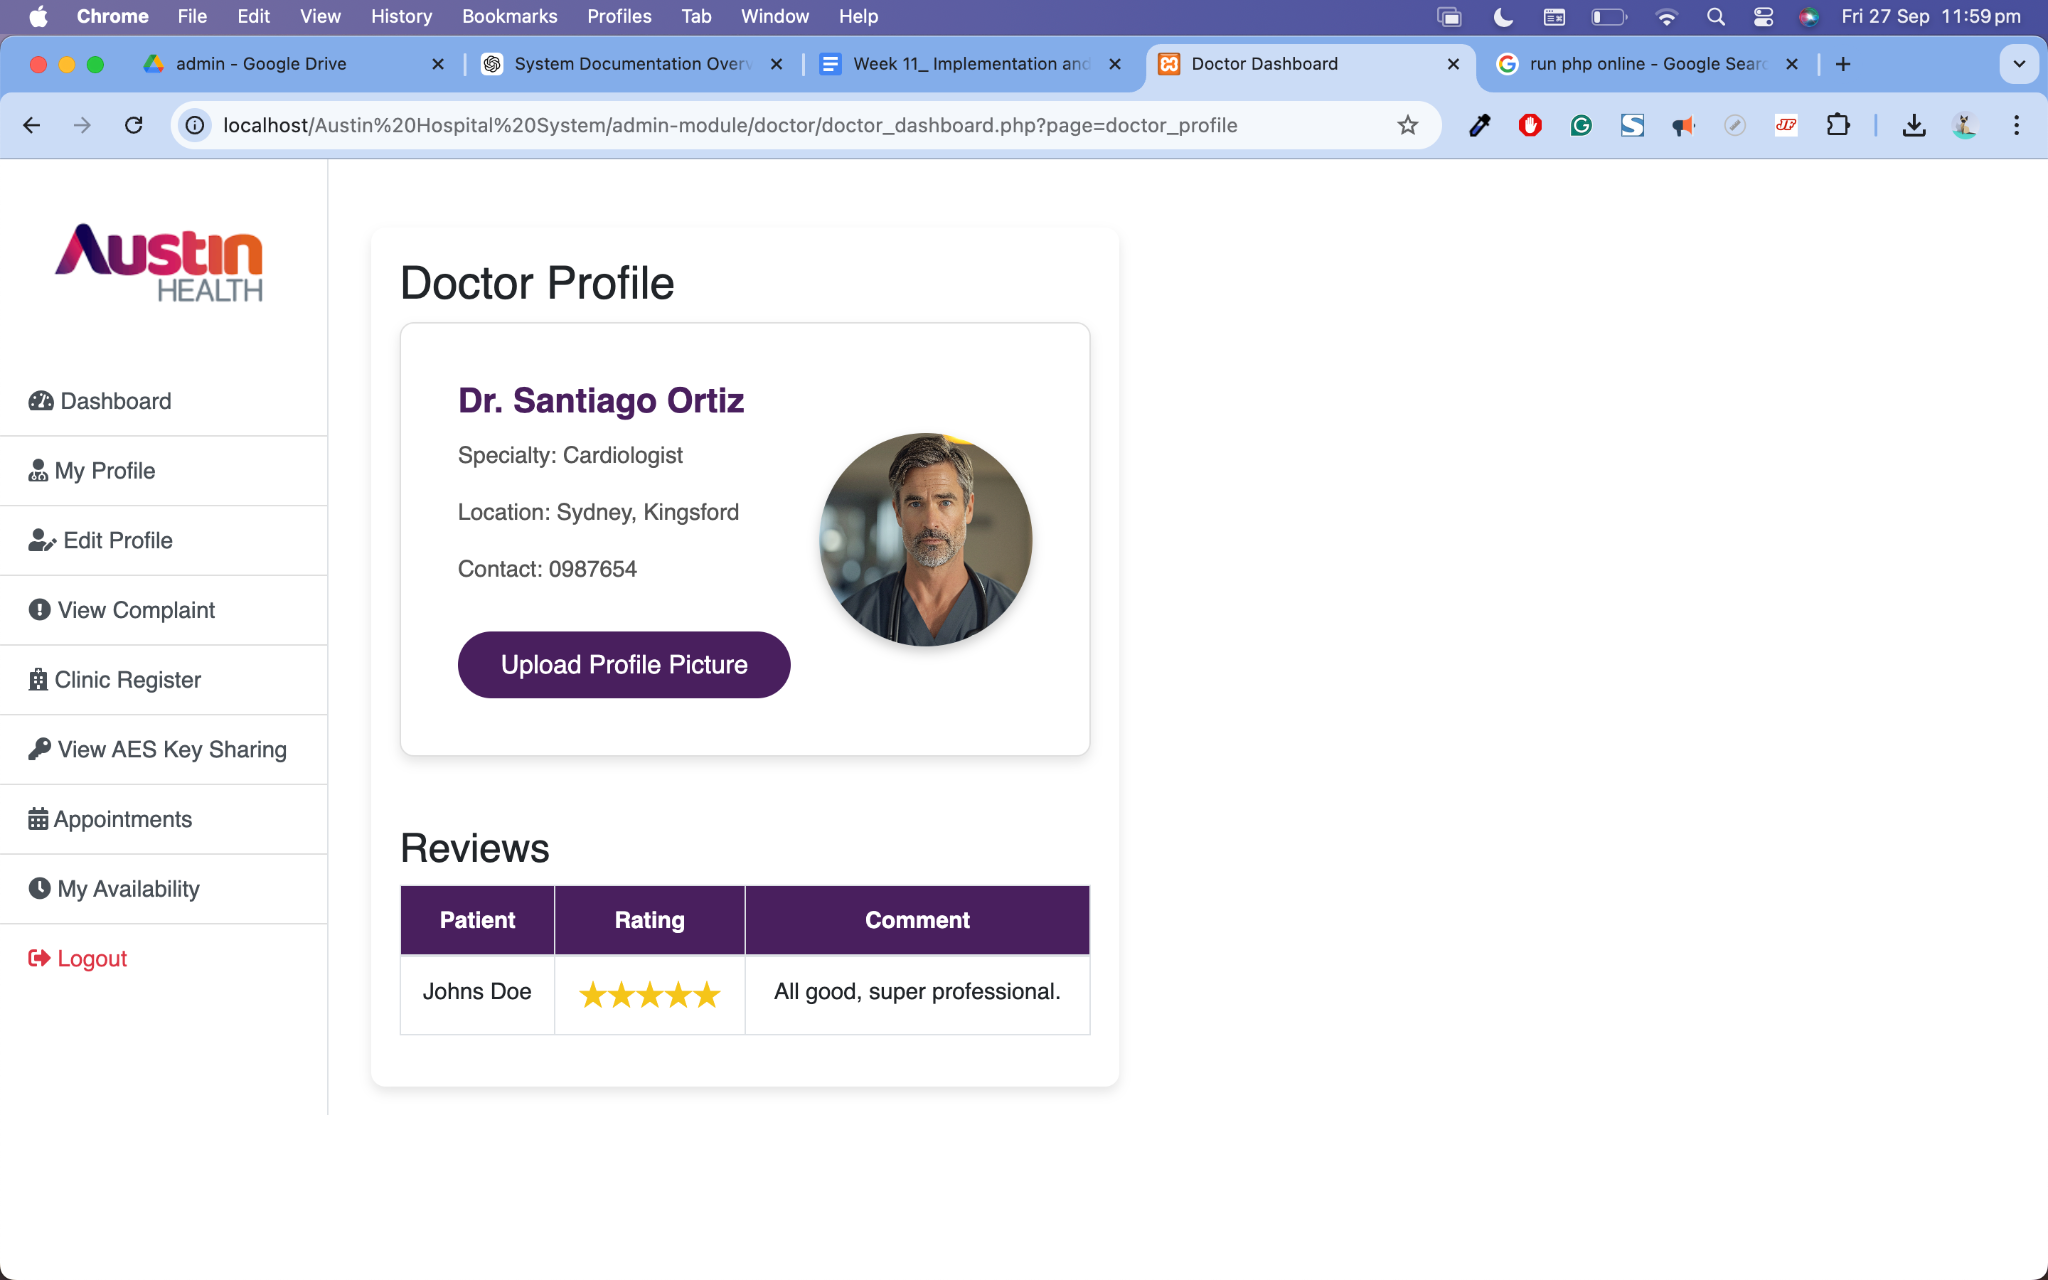 Chrome File Edit View History Bookmarks Profiles Tab Window Help Fri 27 Sep 11:59 pm
admin - Google Drive
System Documentation Over
Week 11_ Implementation and
Doctor Dashboard
run php online - Google Sear
localhost/Austin%20Hospital%20System/admin-module/doctor/doctor_dashboard.php?page=doctor_profile
Austin
HEALTH
Dashboard
My Profile
Edit Profile
View Complaint
Clinic Register
View AES Key Sharing
Appointments
My Availability
Logout
Doctor Profile
Dr. Santiago Ortiz
Specialty: Cardiologist
Location: Sydney, Kingsford
Contact: 0987654
Upload Profile Picture
Reviews
Patient Rating Comment
Johns Doe ★★★★★ All good, super professional.